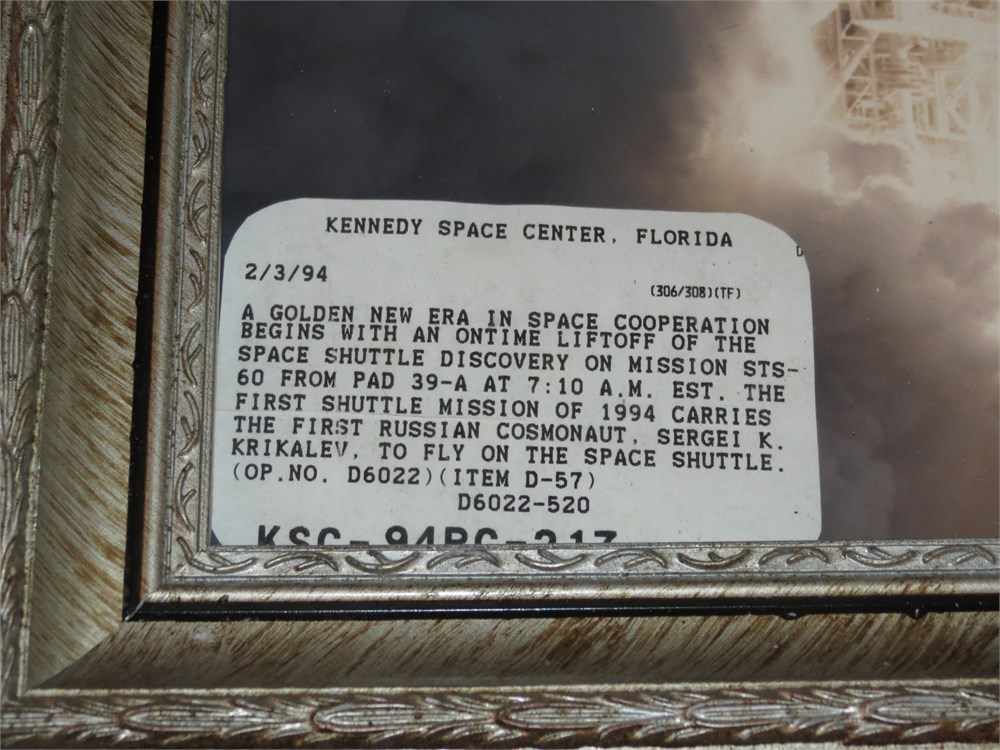 KENNEDY SPACE CENTER, FLORIDA
2/3/94
(306/308)(TF)
A GOLDEN NEW ERA IN SPACE COOPERATION
BEGINS WITH AN ONTIME LIFTOFF OF THE
SPACE SHUTTLE DISCOVERY ON MISSION STS-
60 FROM PAD 39-A AT 7:10 A.M. EST. THE
FIRST SHUTTLE MISSION OF 1994 CARRIES
THE FIRST RUSSIAN COSMONAUT, SERGEI K.
KRIKALEV, TO FLY ON THE SPACE SHUTTLE.
(OP.NO. D6022)(ITEM D-57)
D6022-520
KSC-94PC-217